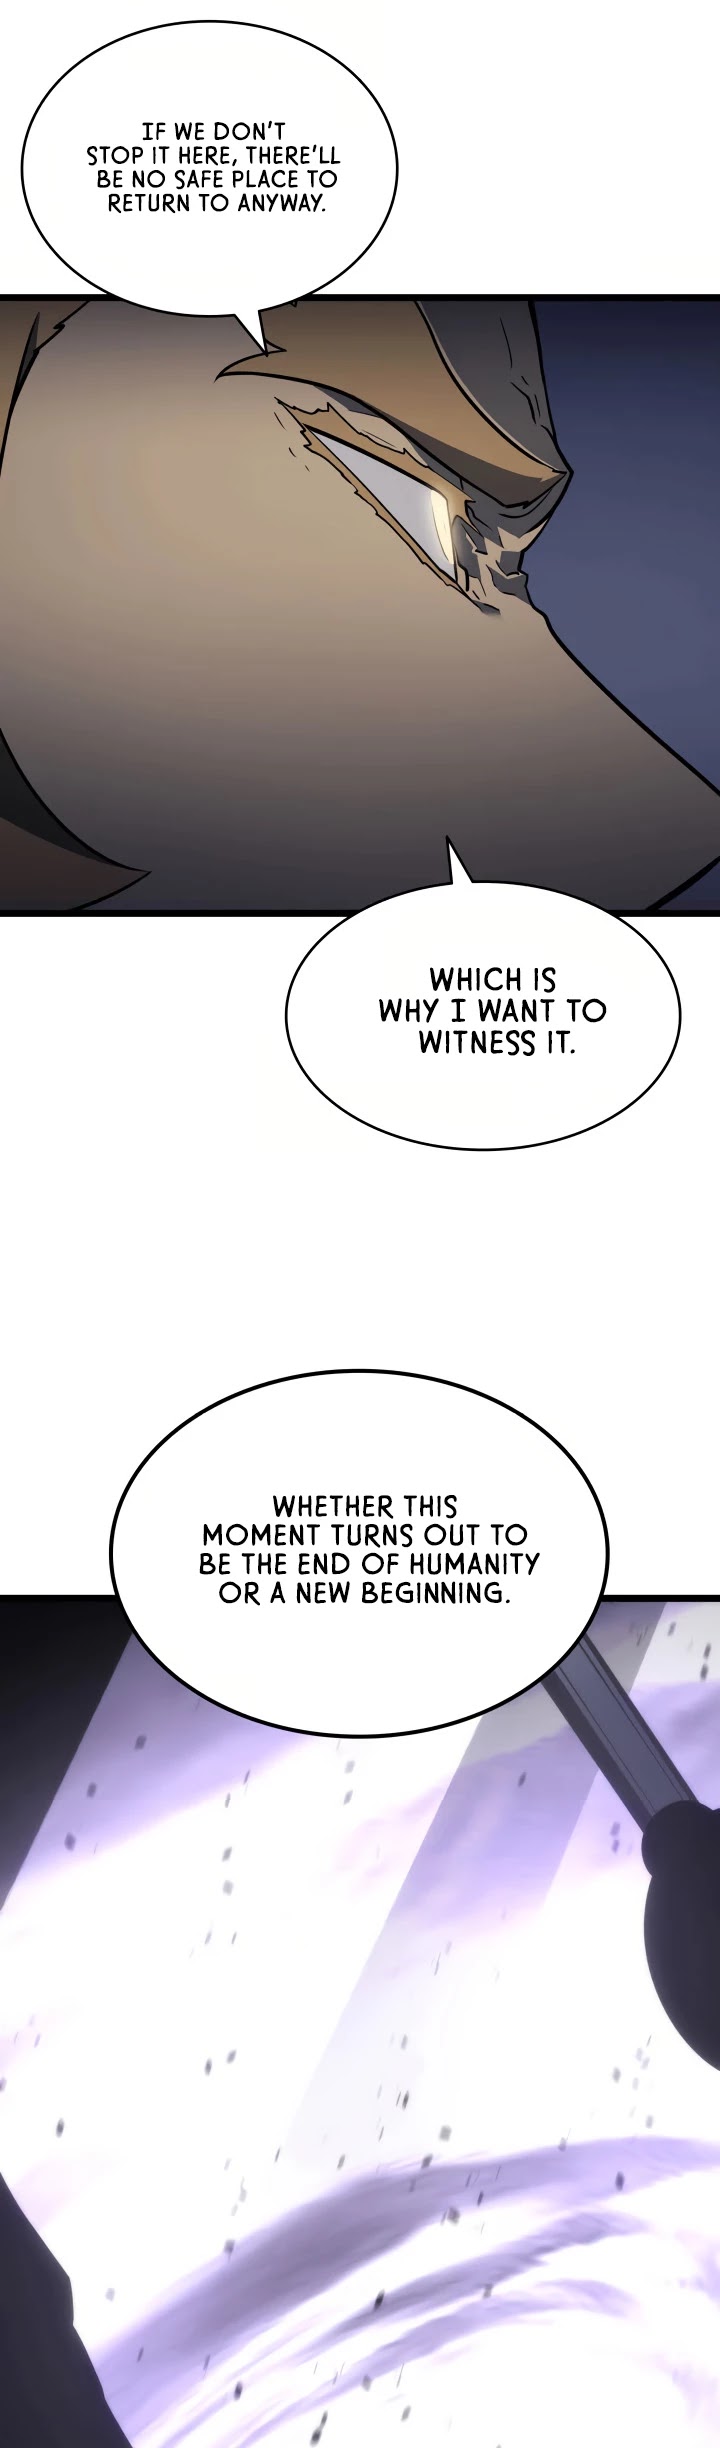 IF WE DON'T
STOP IT HERE, THERE'LL
BE NO SAFE PLACE TO
RETURN TO ANYWAY.
WHICH IS
WHY I WANT TO
WITNESS IT.
WHETHER THIS
MOMENT TURNS OUT TO
BE THE END OF HUMANITY
OR A NEW BEGINNING.